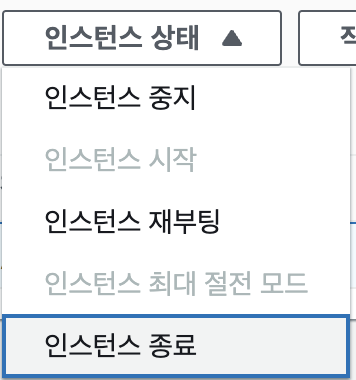 인스턴스 상태 ▲
인스턴스 중지
인스턴스 시작
인스턴스 재부팅
인스턴스 최대 절전 모드
인스턴스 종료